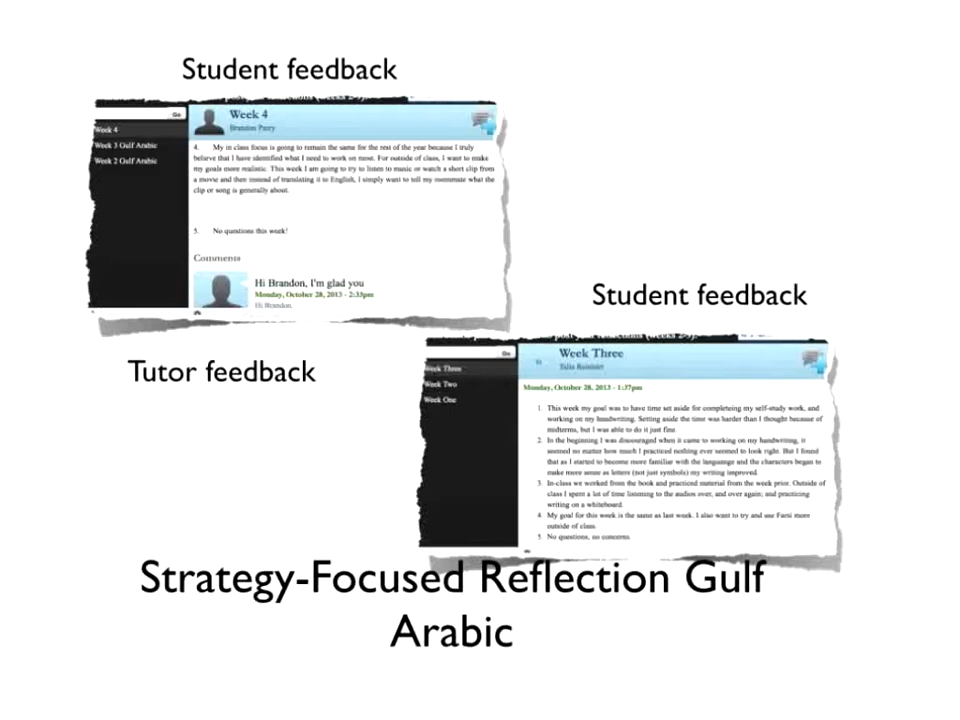 Student feedback
Go
Week 4
Brandon Parry
Week 4
Week 3 Gulf Arabic
Week 2 Gulf Arabic
4. My in class focus is going to remain the same for the rest of the year because I truly
believe that I have identified what I need to work on most. For outside of class, I want to make
my goals more realistic. This week I am going to try to listen to music or watch a short clip from
a movie and then instead of translating it to English, I simply want to tell my roommate what the
clip or song is generally about.
5. No questions this week!
Comments
Hi Brandon, I'm glad you
Monday, October 28, 2013 - 2:33pm
Hi Brandon
Student feedback
Tutor feedback
Go
Week Three
Week Three
Week Two
Week One
Monday, October 28, 2013 - 1:37pm
1. This week my goal was to have time set aside for completeing my self-study work, and
working on my handwriting. Setting aside the time was harder than I thought because of
midterms, but I was able to do it just fine.
2. In the beginning I was discouraged when it came to working on my handwriting, it
seemed no matter how much I practiced nothing ever seemed to look right. But I found
that as I started to become more familiar with the languange and the characters began to
make more sense as letters (not just symbols) my writing improved.
3. In-class we worked from the book and practiced material from the week prior. Outside of
class I spent a lot of time listening to the audios over, and over again; and practicing
writing on a whiteboard.
4. My goal for this week is the same as last week. I also want to try and use Farsi more
outside of class.
5. No questions, no concerns.
Strategy-Focused Reflection Gulf
Arabic